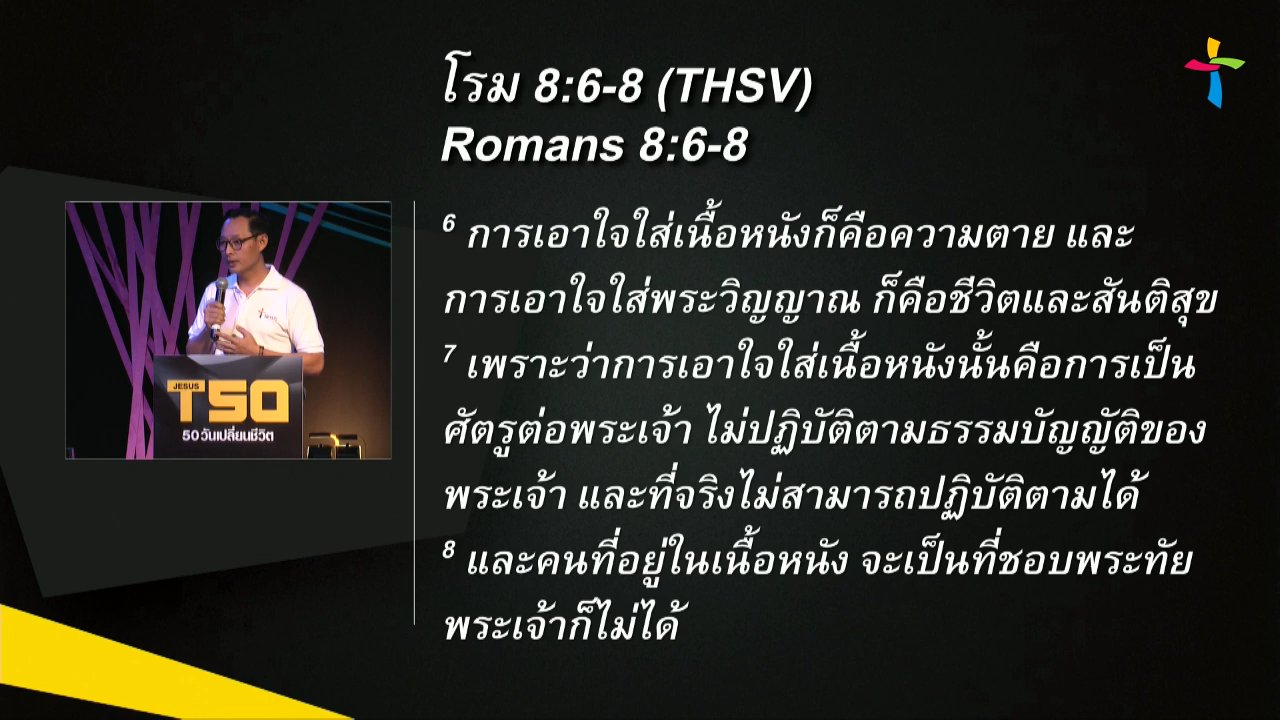 โรม 8:6-8 (THSV)
Romans 8:6-8
6 การเอาใจใส่เนื้อหนังก็คือความตาย และ
การเอาใจใส่พระวิญญาณ ก็คือชีวิตและสันติสุข
7 เพราะว่าการเอาใจใส่เนื้อหนังนั้นคือการเป็น
ศัตรูต่อพระเจ้า ไม่ปฏิบัติตามธรรมบัญญัติของ
พระเจ้า และที่จริงไม่สามารถปฏิบัติตามได้
8 และคนที่อยู่ในเนื้อหนัง จะเป็นที่ชอบพระทัย
พระเจ้าก็ไม่ได้
JESUS
T50
50 วันเปลี่ยนชีวิต